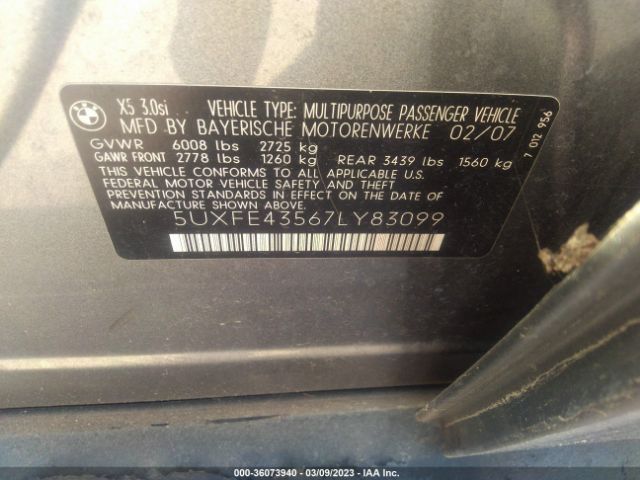 BMW
X5 3.0si VEHICLE TYPE: MULTIPURPOSE PASSENGER VEHICLE
MFD BY BAYERISCHE MOTORENWERKE 02/07
GVWR 6008 lbs 2725 kg
GAWR FRONT 2778 lbs 1260 kg REAR 3439 lbs 1560 kg
THIS VEHICLE CONFORMS TO ALL APPLICABLE U.S.
FEDERAL MOTOR VEHICLE SAFETY AND THEFT
PREVENTION STANDARDS IN EFFECT ON THE DATE OF
MANUFACTURE SHOWN ABOVE.
5UXFE43567LY83099
7 012 956
000-36073940 - 03/09/2023 - IAA Inc.